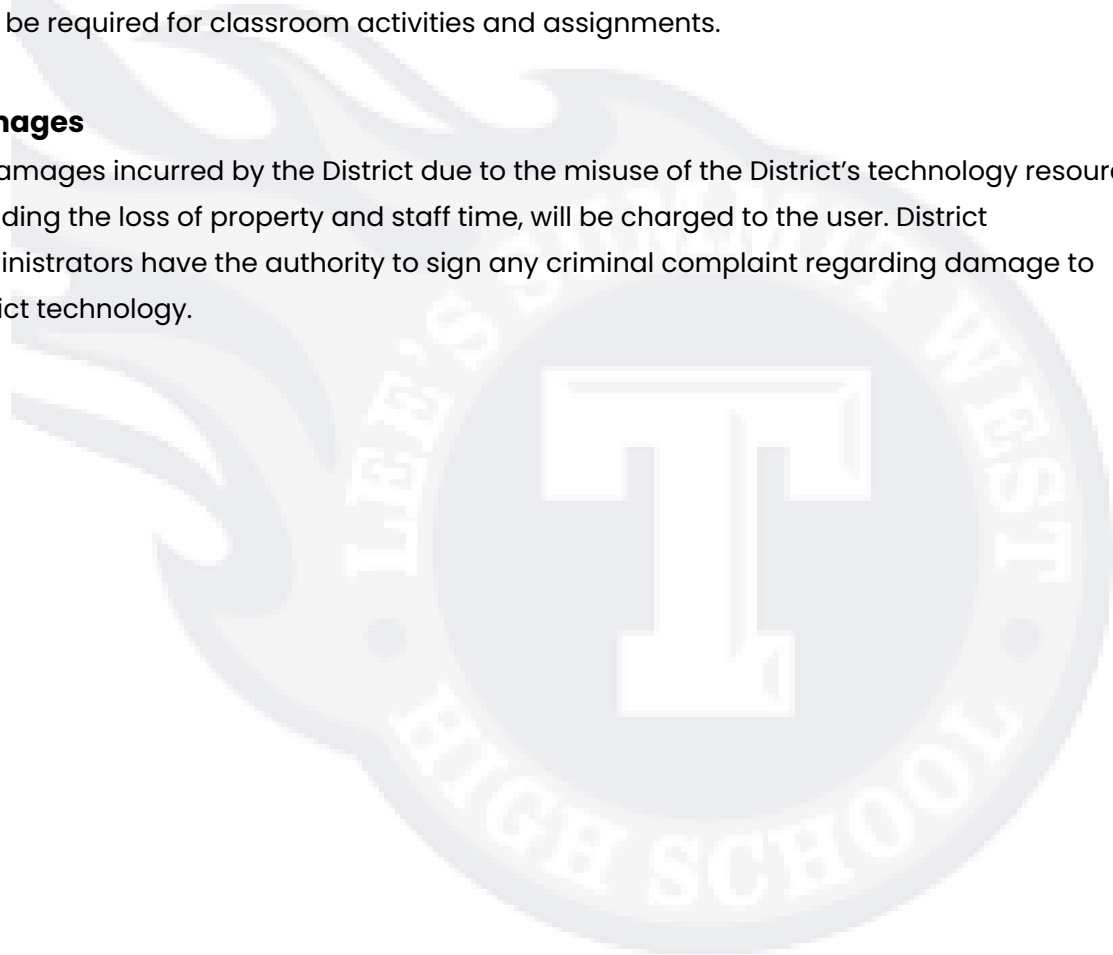 be required for classroom activities and assignments.
mages
amages incurred by the District due to the misuse of the District's technology resour
ding the loss of property and staff time, will be charged to the user. District
inistrators have the authority to sign any criminal complaint regarding damage to
ict technology.
LEE'S SUMMIT WEST
T
HIGH SCHOOL